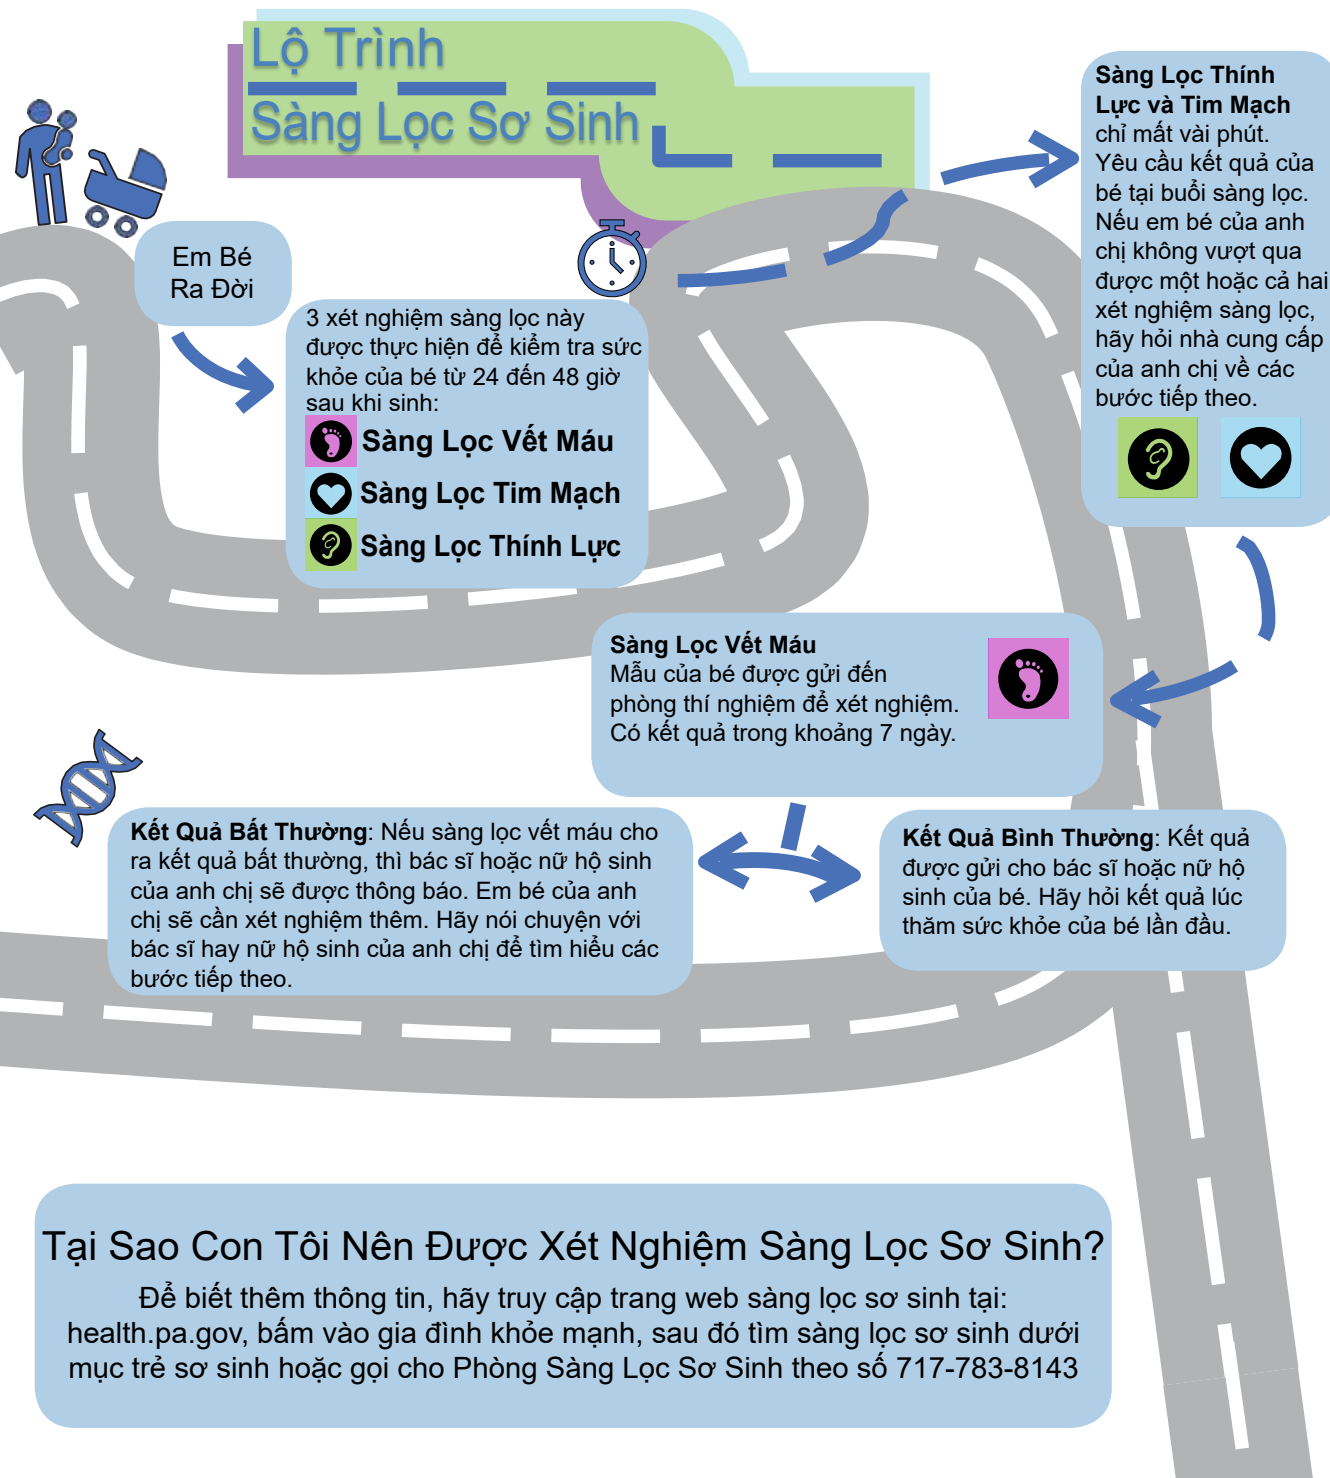 Lộ Trình
Sàng Lọc Sơ Sinh
Em Bé
Ra Đời
3 xét nghiệm sàng lọc này
được thực hiện để kiểm tra sức
khỏe của bé từ 24 đến 48 giờ
sau khi sinh:
Sàng Lọc Vết Máu
Sàng Lọc Tim Mạch
Sàng Lọc Thính Lực
Sàng Lọc Thính
Lực và Tim Mạch
chỉ mất vài phút.
Yêu cầu kết quả của
bé tại buổi sàng lọc.
Nếu em bé của anh
chị không vượt qua
được một hoặc cả hai
xét nghiệm sàng lọc,
hãy hỏi nhà cung cấp
của anh chị về các
bước tiếp theo.
Sàng Lọc Vết Máu
Mẫu của bé được gửi đến
phòng thí nghiệm để xét nghiệm.
Có kết quả trong khoảng 7 ngày.
Kết Quả Bất Thường: Nếu sàng lọc vết máu cho
ra kết quả bất thường, thì bác sĩ hoặc nữ hộ sinh
của anh chị sẽ được thông báo. Em bé của anh
chị sẽ cần xét nghiệm thêm. Hãy nói chuyện với
bác sĩ hay nữ hộ sinh của anh chị để tìm hiểu các
bước tiếp theo.
Kết Quả Bình Thường: Kết quả
được gửi cho bác sĩ hoặc nữ hộ
sinh của bé. Hãy hỏi kết quả lúc
thăm sức khỏe của bé lần đầu.
Tại Sao Con Tôi Nên Được Xét Nghiệm Sàng Lọc Sơ Sinh?
Để biết thêm thông tin, hãy truy cập trang web sàng lọc sơ sinh tại:
health.pa.gov, bấm vào gia đình khỏe mạnh, sau đó tìm sàng lọc sơ sinh dưới
mục trẻ sơ sinh hoặc gọi cho Phòng Sàng Lọc Sơ Sinh theo số 717-783-8143